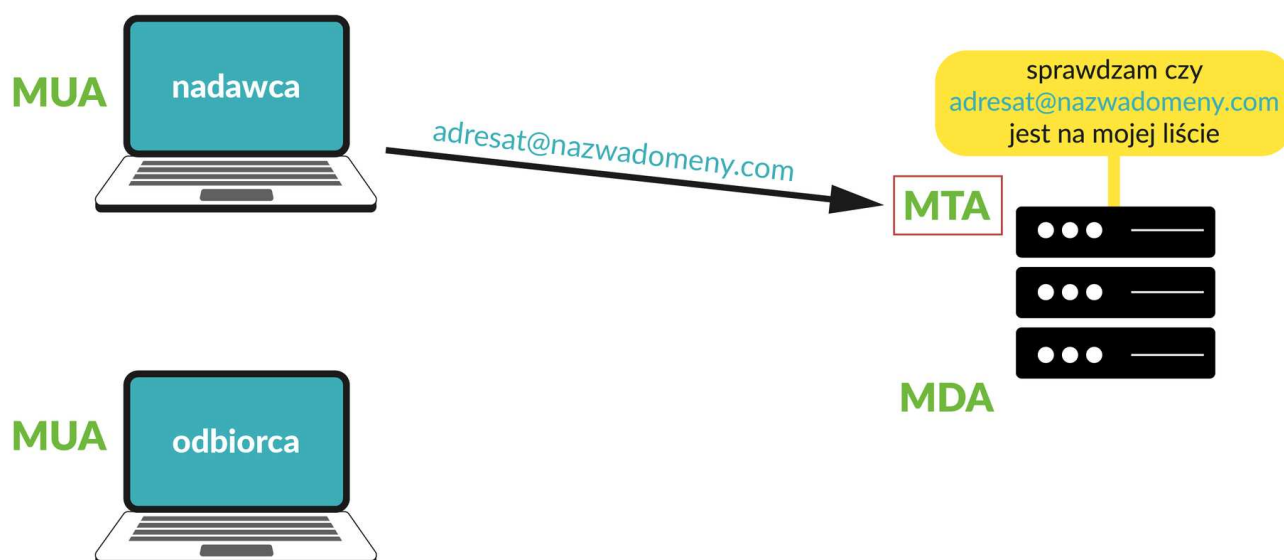 MUA
nadawca
adresat@nazwadomeny.com
sprawdzam czy
adresat@nazwadomeny.com
jest na mojej liście
MTA
MDA
MUA
odbiorca